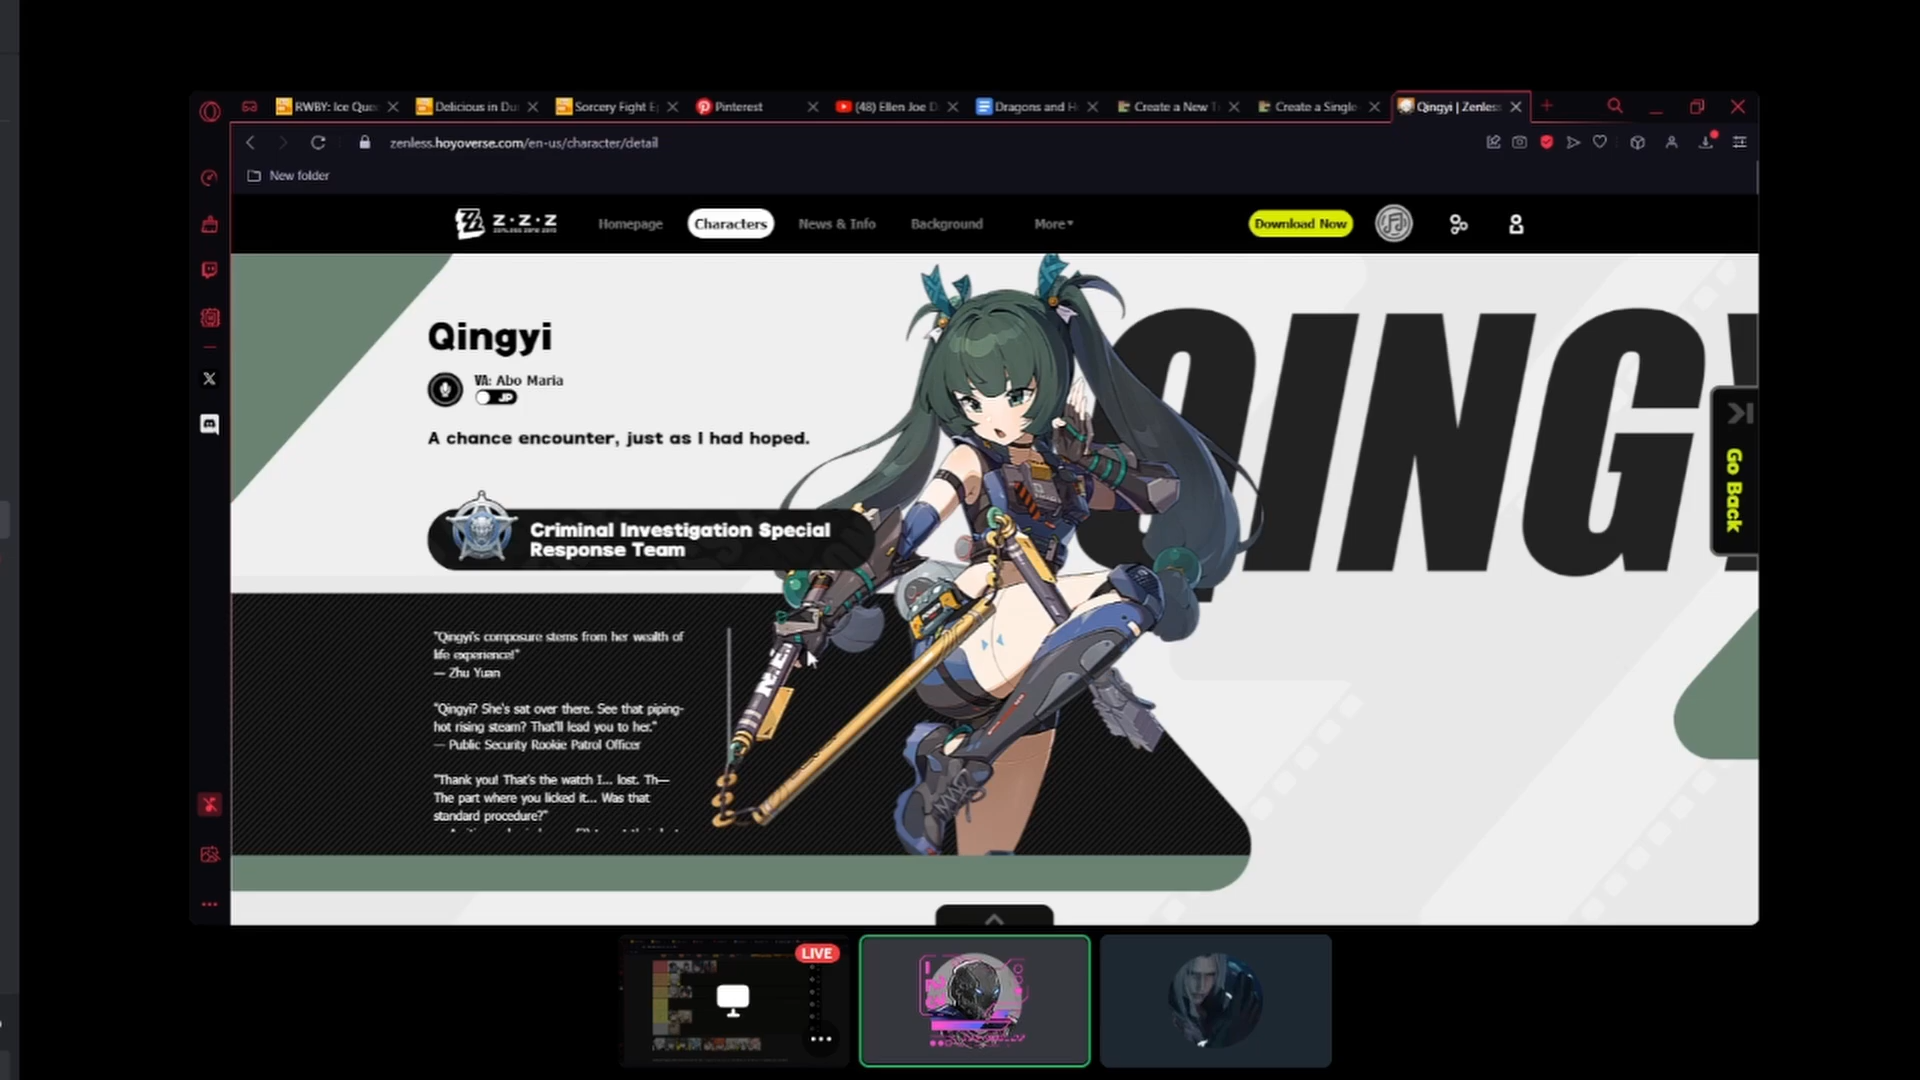 RWBY: Ice Que
Delicious in Du
Sorcery Fight E
Pinterest
(48) Ellen Joe D
Dragons and H
Create a New T
Create a Single
Qingyi | Zenless
zenless.hoyoverse.com/en-us/character/detail
New folder
Z·Z·Z
ZENLESS ZONE ZERO
Homepage
Characters
News & Info
Background
More
Download Now
Qingyi
VA: Abo Maria
JP
A chance encounter, just as I had hoped.
Criminal Investigation Special
Response Team
QINGY
Go Back
"Qingyi's composure stems from her wealth of
life experience!"
— Zhu Yuan
"Qingyi? She's sat over there. See that piping-
hot rising steam? That'll lead you to her."
— Public Security Rookie Patrol Officer
"Thank you! That's the watch I... lost. Th—
The part where you licked it... Was that
standard procedure?"
LIVE